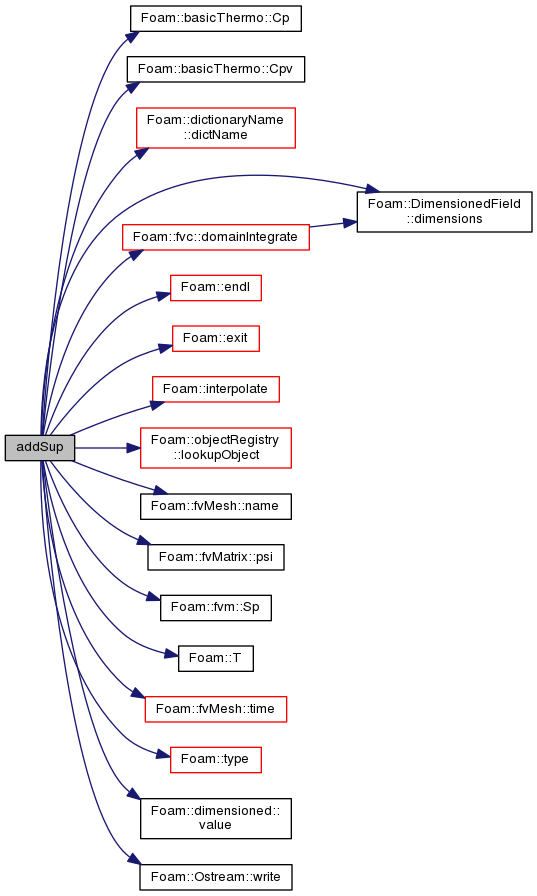 Foam::basicThermo::Cp
Foam::basicThermo::Cpv
Foam::dictionaryName
::dictName
Foam::DimensionedField
::dimensions
Foam::fvc::domainIntegrate
Foam::endl
Foam::exit
Foam::interpolate
addSup
Foam::objectRegistry
::lookupObject
Foam::fvMesh::name
Foam::fvMatrix::psi
Foam::fvm::Sp
Foam::T
Foam::fvMesh::time
Foam::type
Foam::dimensioned::
value
Foam::Ostream::write